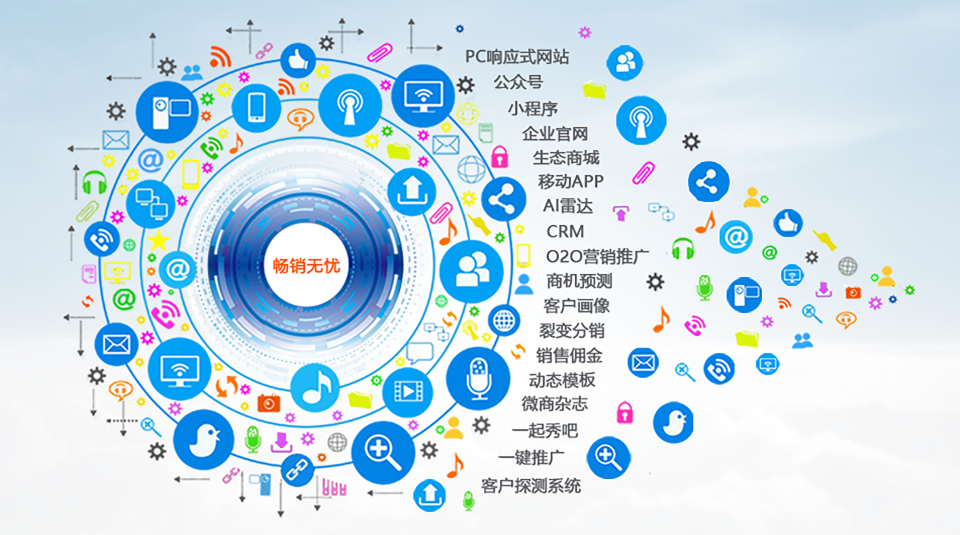 PC响应式网站
公众号
小程序
企业官网
生态商城
移动APP
AI雷达
CRM
O2O营销推广
畅销无忧
商机预测
客户画像
裂变分销
销售佣金
动态模板
微商杂志
一起秀吧
一键推广
客户探测系统